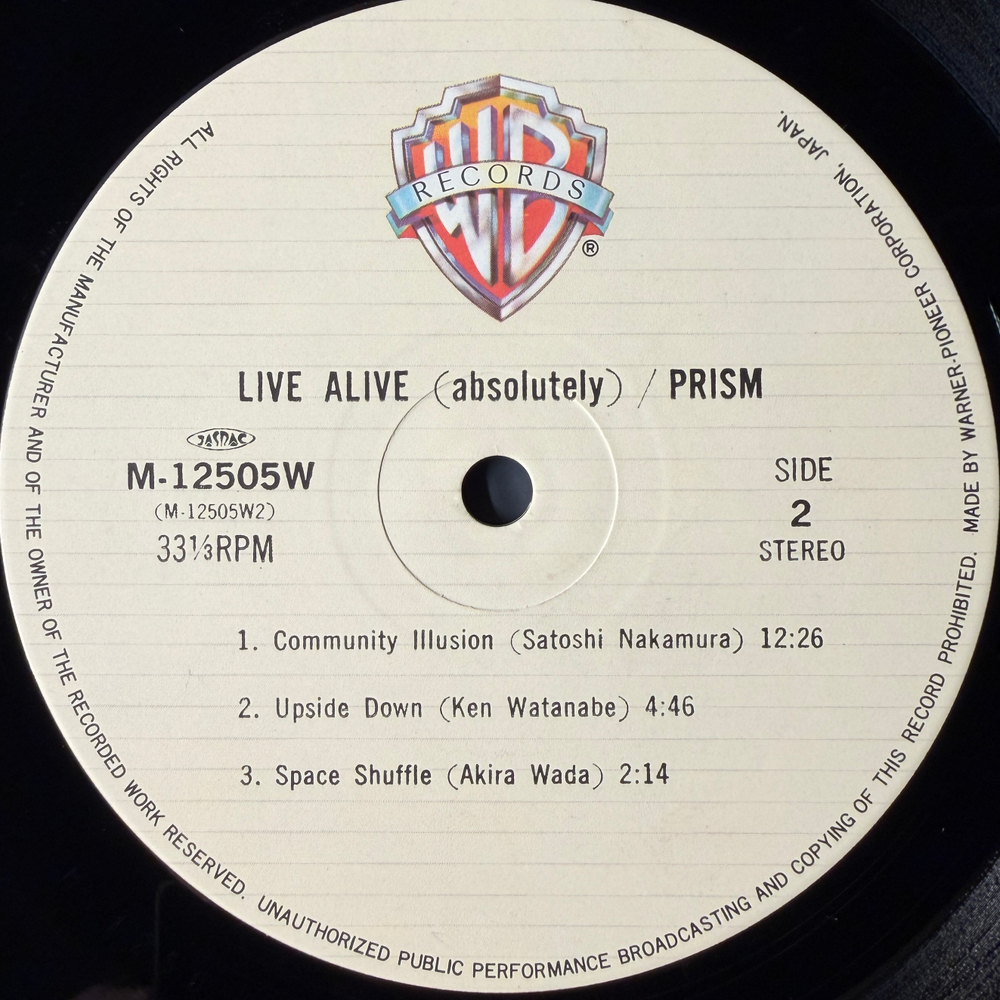 WB
RECORDS
®
LIVE ALIVE (absolutely) / PRISM
JASRAC
M-12505W
(M-12505W2)
33⅓RPM
SIDE
2
STEREO
1. Community Illusion (Satoshi Nakamura) 12:26
2. Upside Down (Ken Watanabe) 4:46
3. Space Shuffle (Akira Wada) 2:14
ALL RIGHTS OF THE MANUFACTURER AND OF THE OWNER OF THE RECORDED WORK RESERVED. UNAUTHORIZED PUBLIC PERFORMANCE BROADCASTING AND COPYING OF THIS RECORD PROHIBITED. MADE BY WARNER-PIONEER CORPORATION, JAPAN.